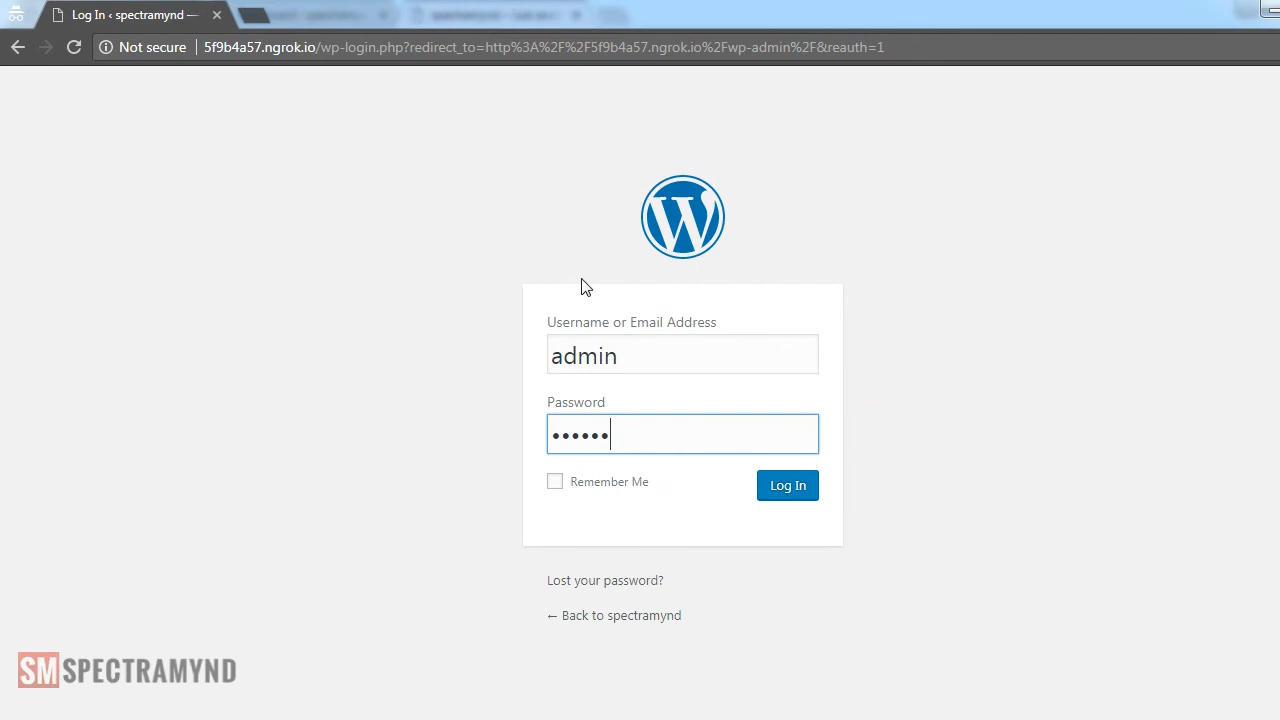 Log In ‹ spectramynd —
Not secure
5f9b4a57.ngrok.io/wp-login.php?redirect_to=http%3A%2F%2F5f9b4a57.ngrok.io%2Fwp-admin%2F&reauth=1
Username or Email Address
admin
Password
••••••
Remember Me
Log In
Lost your password?
← Back to spectramynd
SM SPECTRAMYND